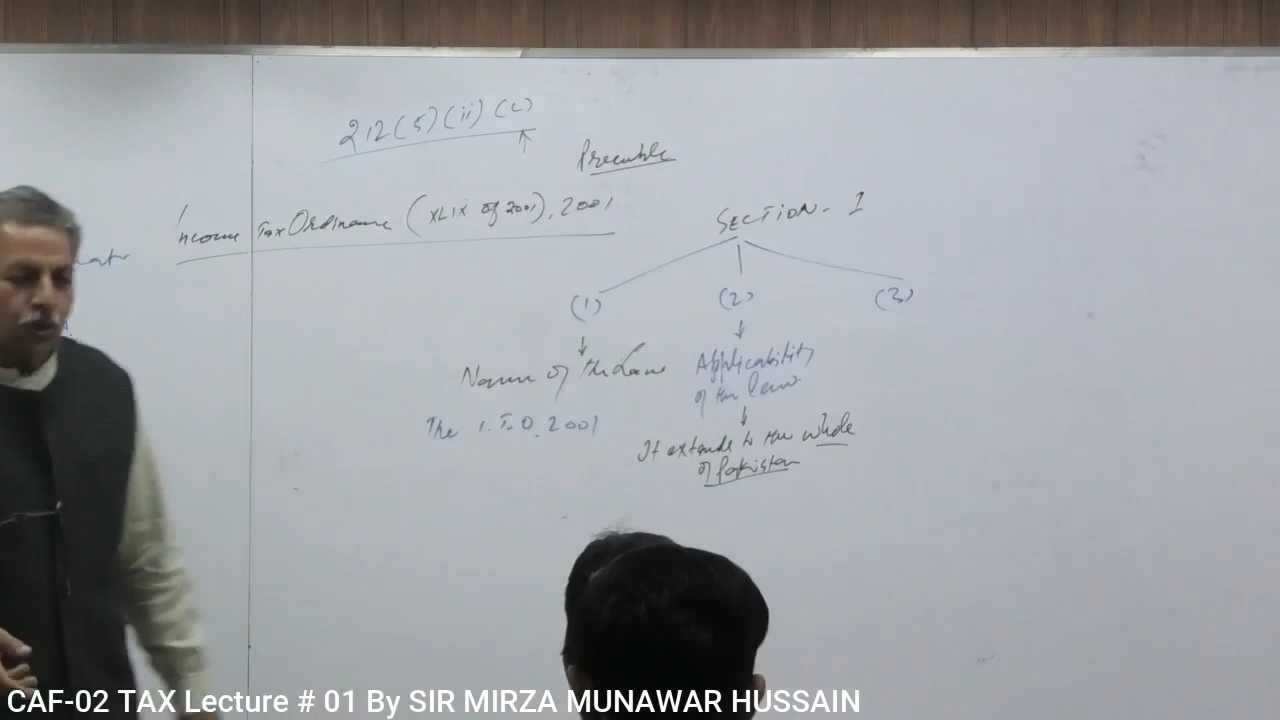 212(5)(ii)(c)
Preamble
Income Tax Ordinance (XLIX of 2001), 2001
SECTION - 1
(1) (2) (3)
Name of the Law
Applicability
of the law.
The I.T.O. 2001
It extends to the whole
of Pakistan
CAF-02 TAX Lecture # 01 By SIR MIRZA MUNAWAR HUSSAIN